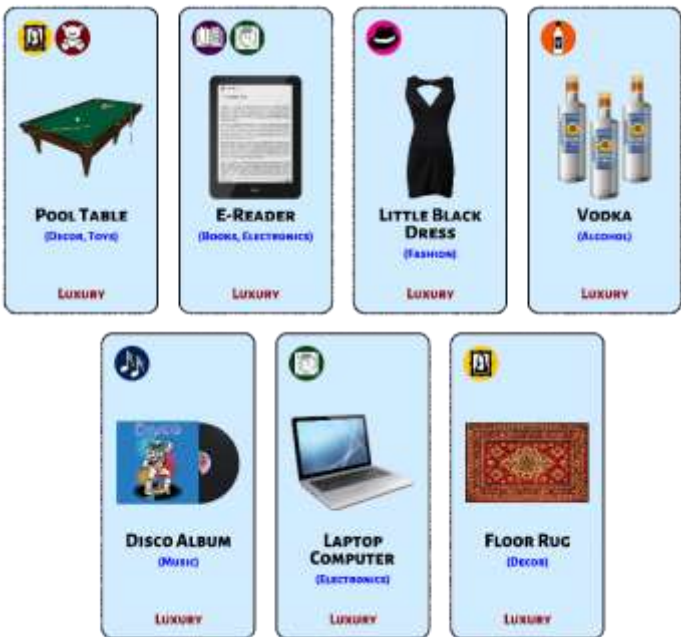 POOL TABLE
(DECOR, TOYS)
LUXURY
E-READER
(BOOKS, ELECTRONICS)
LUXURY
LITTLE BLACK
DRESS
(FASHION)
LUXURY
VODKA
(ALCOHOL)
LUXURY
DISCO
DISCO ALBUM
(MUSIC)
LUXURY
LAPTOP
COMPUTER
(ELECTRONICS)
LUXURY
FLOOR RUG
(DECOR)
LUXURY